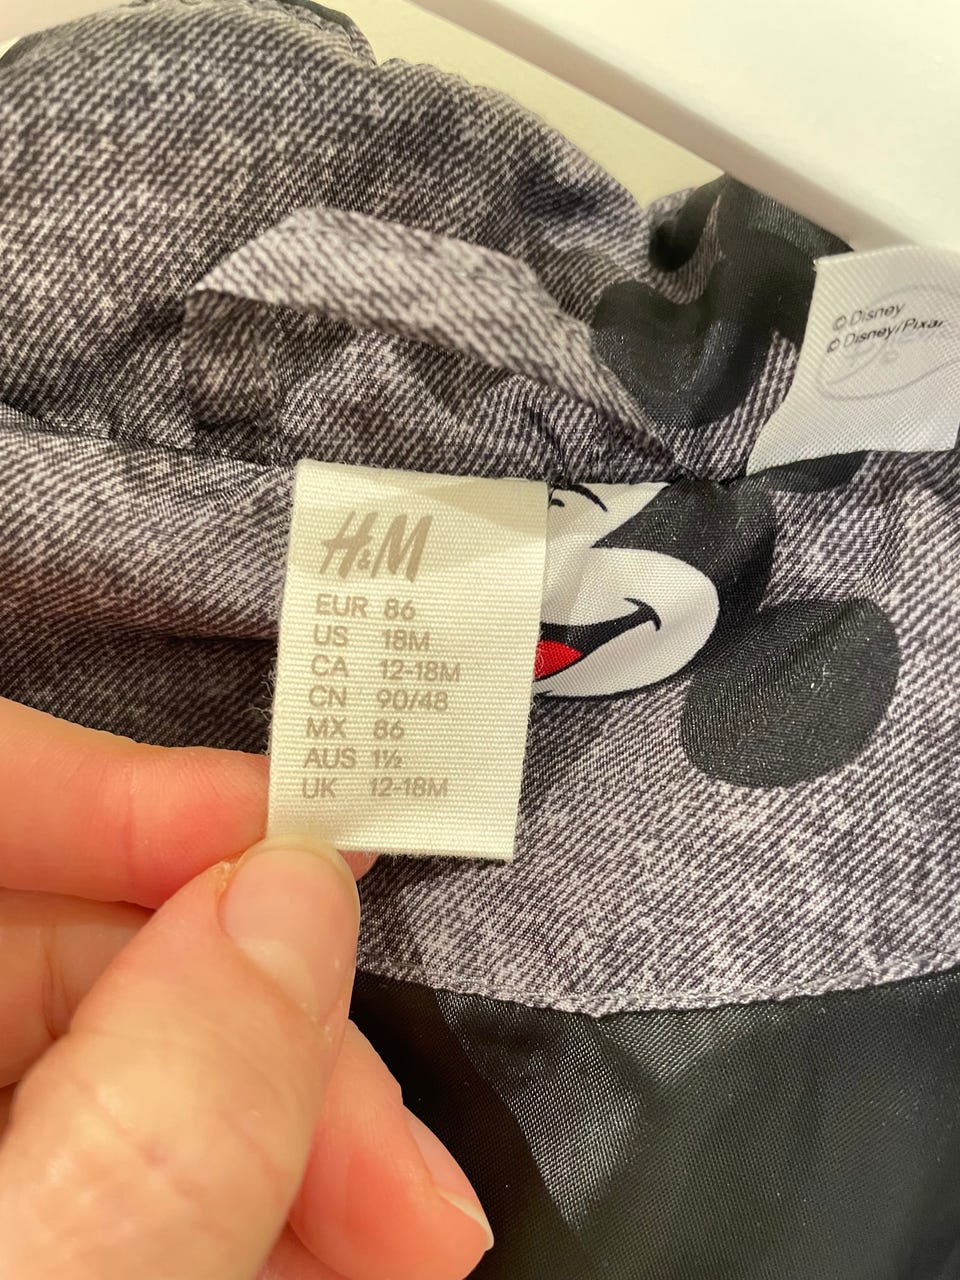 © Disney
© Disney/Pixar
H&M
EUR 86
US 18M
CA 12-18M
CN 90/48
MX 86
AUS 1½
UK 12-18M